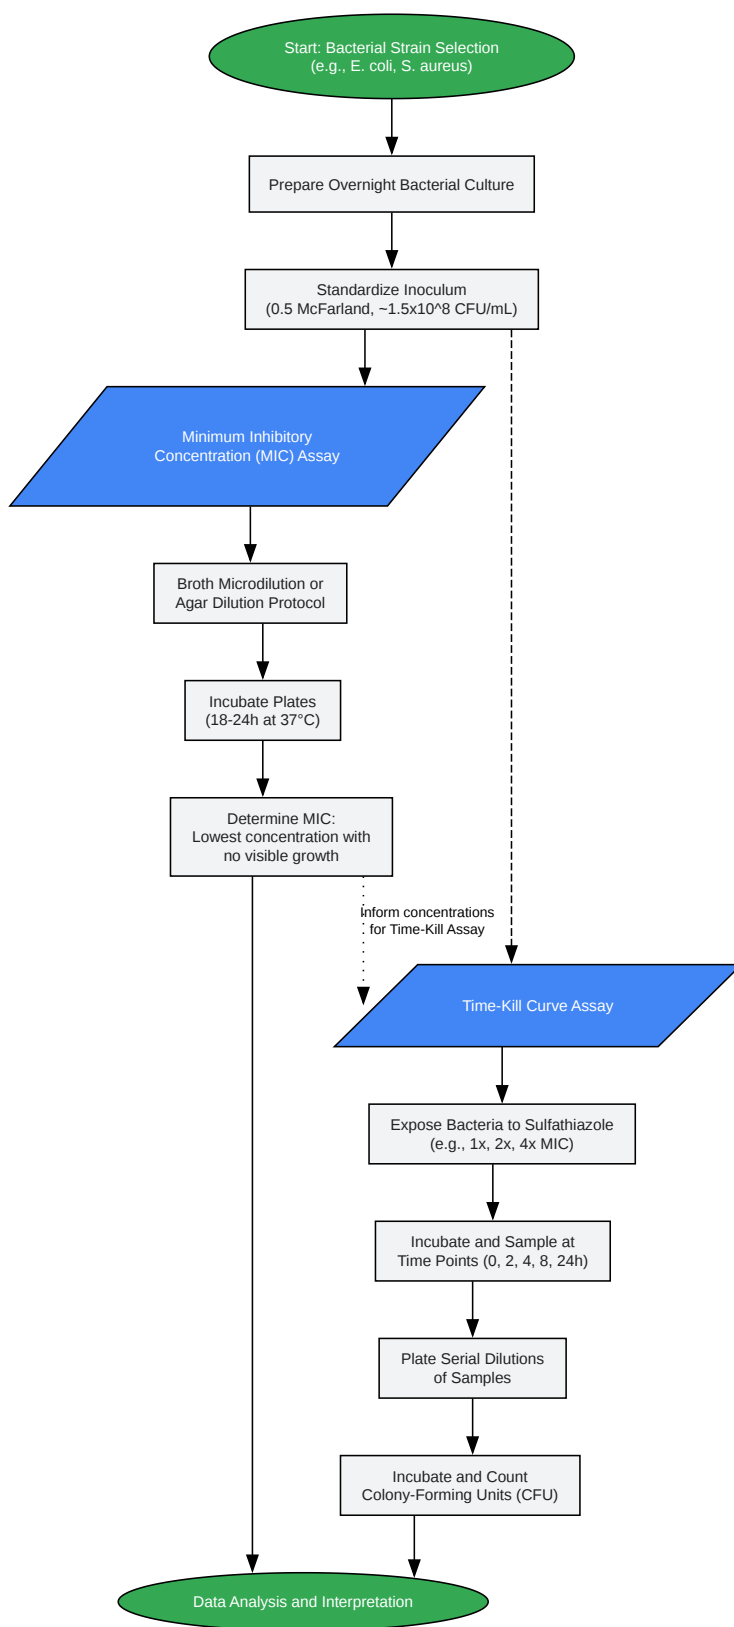 Start: Bacterial Strain Selection
(e.g., E. coli, S. aureus)
Prepare Overnight Bacterial Culture
Standardize Inoculum
(0.5 McFarland, ~1.5x10^8 CFU/mL)
Minimum Inhibitory
Concentration (MIC) Assay
Broth Microdilution or
Agar Dilution Protocol
Incubate Plates
(18-24h at 37°C)
Determine MIC:
Lowest concentration with
no visible growth
Inform concentrations
for Time-Kill Assay
Time-Kill Curve Assay
Expose Bacteria to Sulfathiazole
(e.g., 1x, 2x, 4x MIC)
Incubate and Sample at
Time Points (0, 2, 4, 8, 24h)
Plate Serial Dilutions
of Samples
Incubate and Count
Colony-Forming Units (CFU)
Data Analysis and Interpretation